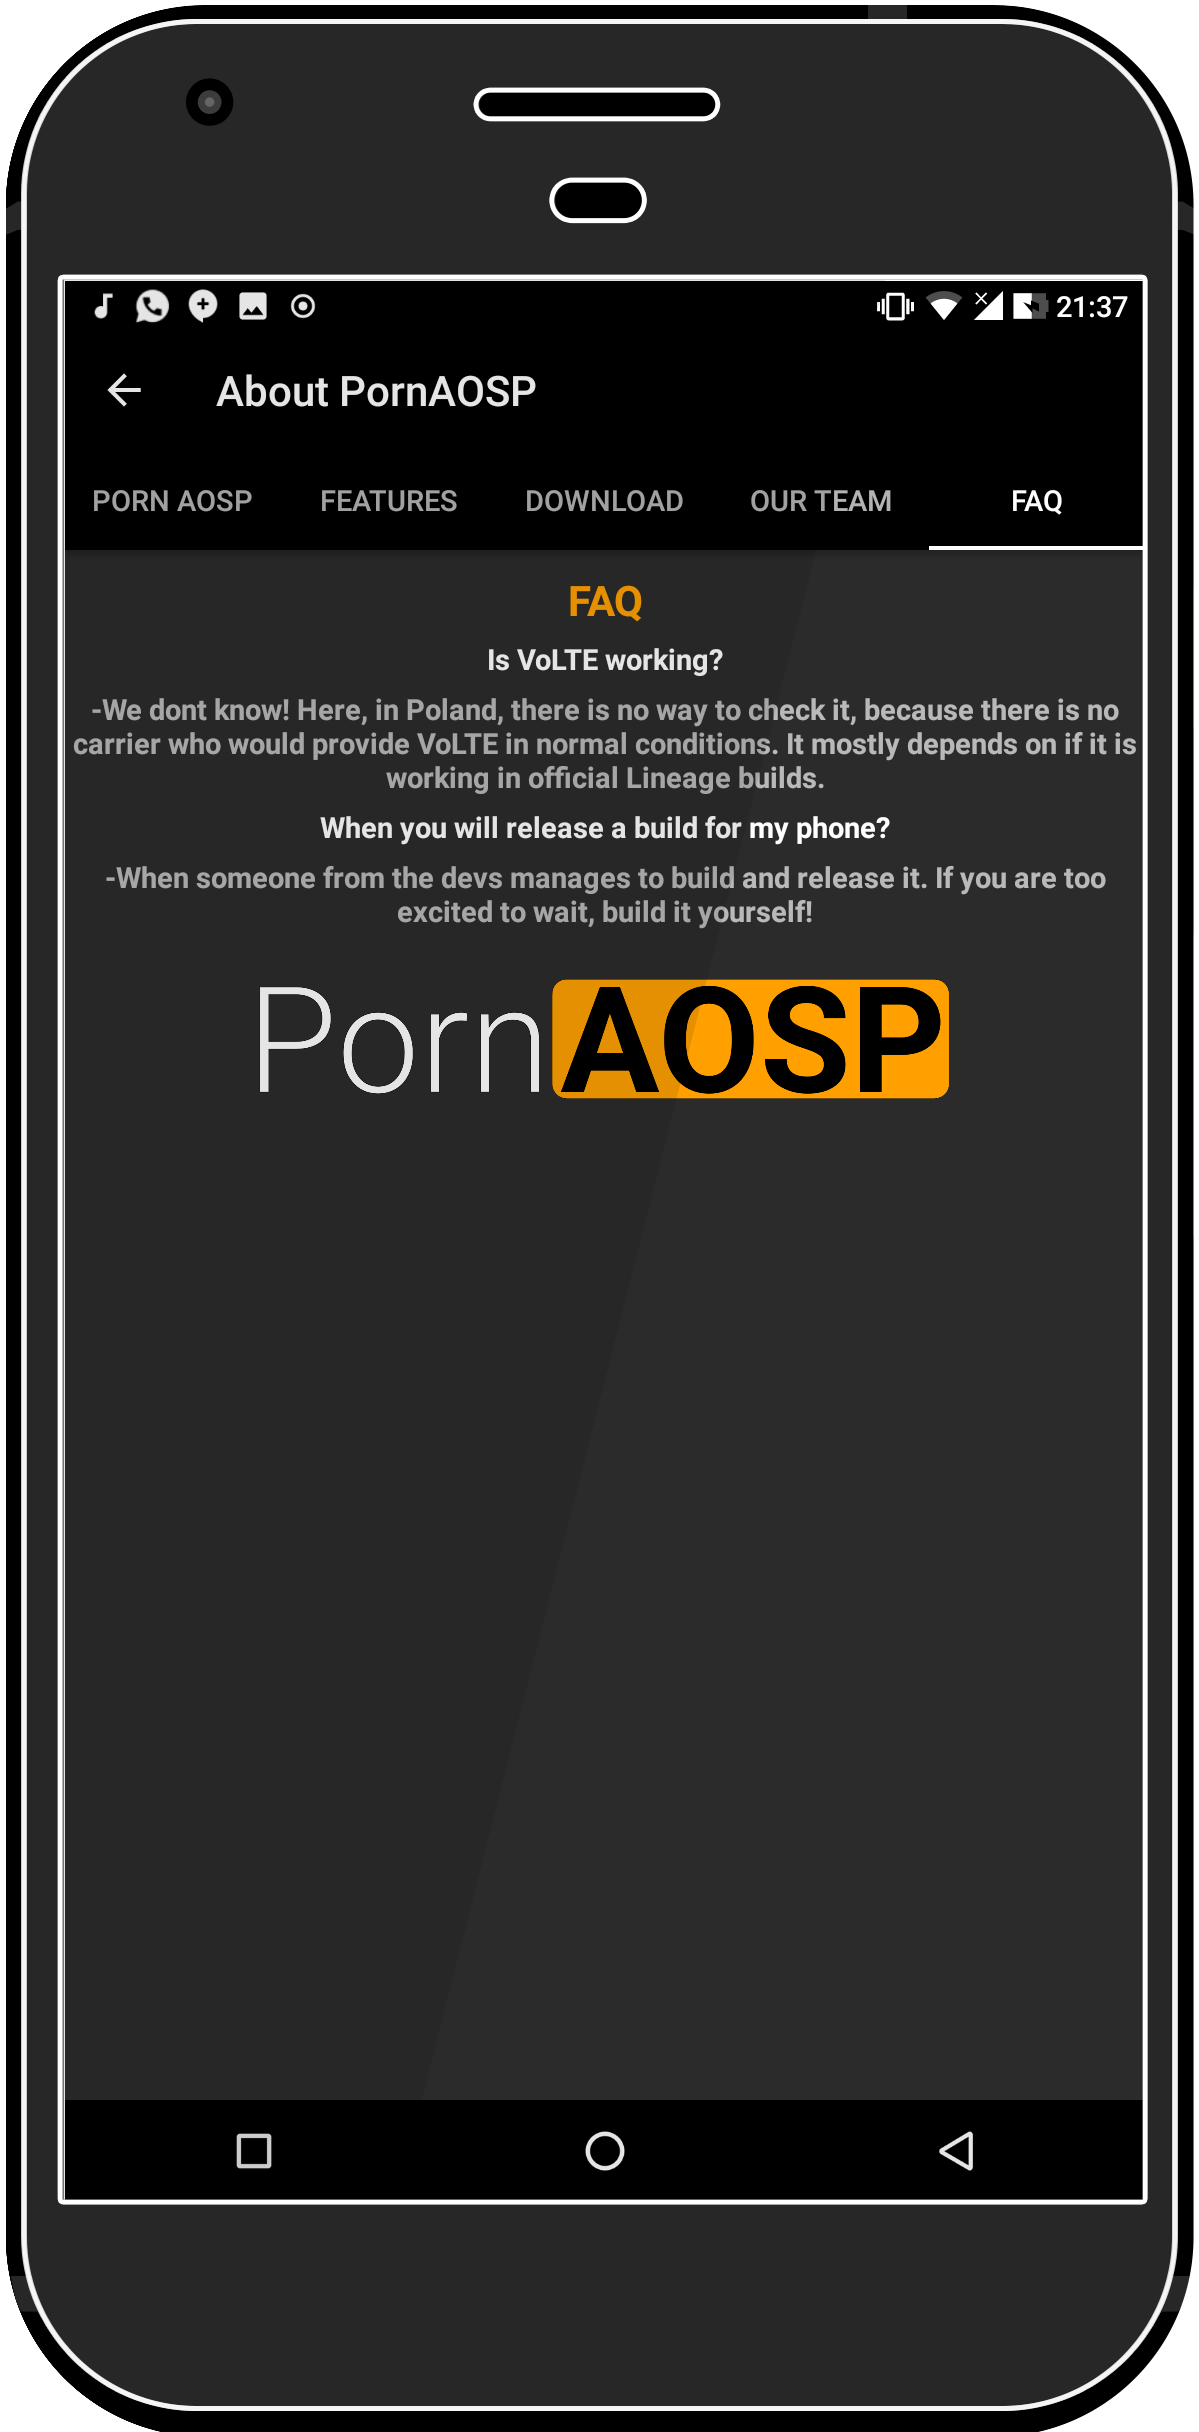 21:37
About PornAOSP
PORN AOSP FEATURES DOWNLOAD OUR TEAM FAQ
FAQ
Is VoLTE working?
-We dont know! Here, in Poland, there is no way to check it, because there is no
carrier who would provide VoLTE in normal conditions. It mostly depends on if it is
working in official Lineage builds.
When you will release a build for my phone?
-When someone from the devs manages to build and release it. If you are too
excited to wait, build it yourself!
PornAOSP